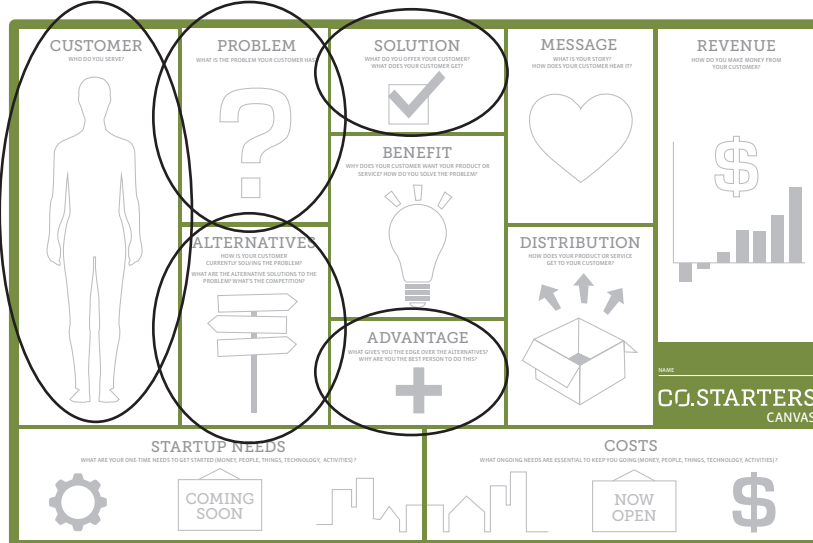 CUSTOMER
WHO DO YOU SERVE?
PROBLEM
WHAT IS THE PROBLEM YOUR CUSTOMER HAS
SOLUTION
WHAT DO YOU OFFER YOUR CUSTOMER?
WHAT DOES YOUR CUSTOMER GET?
MESSAGE
WHAT IS YOUR STORY?
HOW DOES YOUR CUSTOMER HEAR IT?
REVENUE
HOW DO YOU MAKE MONEY FROM
YOUR CUSTOMER?
$
?
BENEFIT
WHY DOES YOUR CUSTOMER WANT YOUR PRODUCT OR
SERVICE? HOW DO YOU SOLVE THE PROBLEM?
ALTERNATIVES
HOW IS YOUR CUSTOMER
CURRENTLY SOLVING THE PROBLEM?
WHAT ARE THE ALTERNATIVE SOLUTIONS TO THE
PROBLEM? WHAT'S THE COMPETITION?
DISTRIBUTION
HOW DOES YOUR PRODUCT OR SERVICE
GET TO YOUR CUSTOMER?
ADVANTAGE
WHAT GIVES YOU THE EDGE OVER THE ALTERNATIVES?
WHY ARE YOU THE BEST PERSON TO DO THIS?
NAME
CO.STARTERS
CANVAS
STARTUP NEEDS
WHAT ARE YOUR ONE-TIME NEEDS TO GET STARTED (MONEY, PEOPLE, THINGS, TECHNOLOGY, ACTIVITIES) ?
COMING
SOON
COSTS
WHAT ONGOING NEEDS ARE ESSENTIAL TO KEEP YOU GOING (MONEY, PEOPLE, THINGS, TECHNOLOGY, ACTIVITIES) ?
NOW
OPEN
$